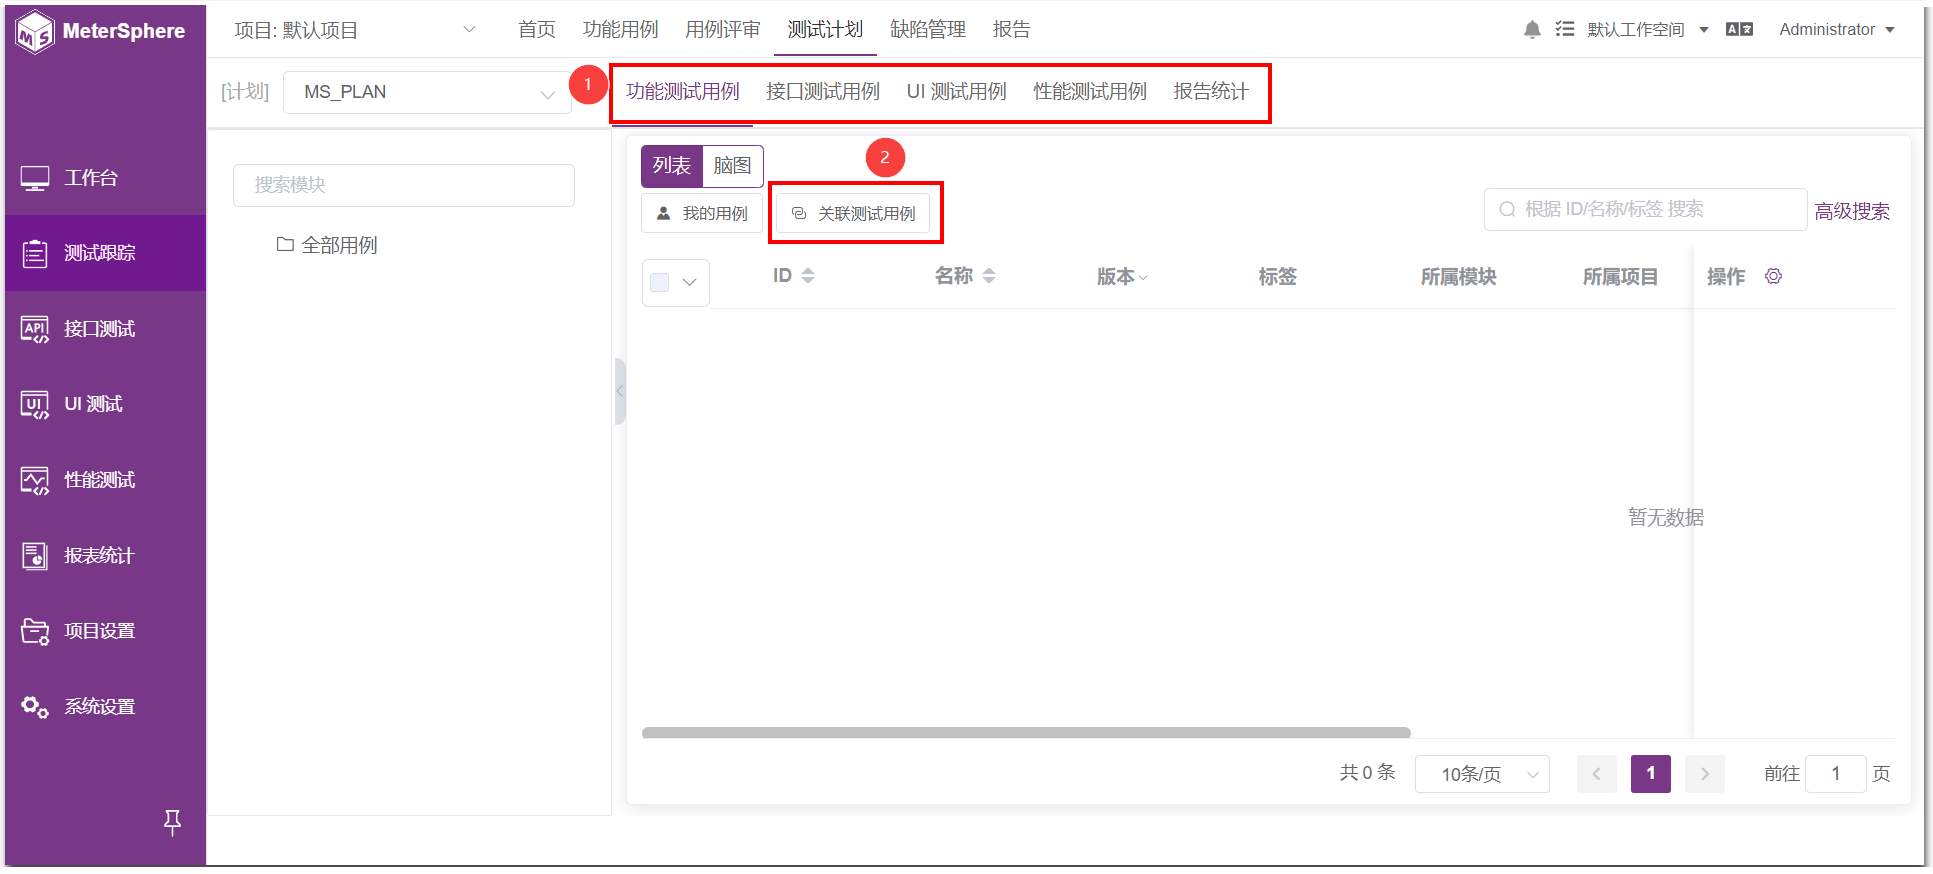 MeterSphere
项目: 默认项目
首页 功能用例 用例评审 测试计划 缺陷管理 报告
默认工作空间
Administrator
[计划] MS_PLAN
1
功能测试用例 接口测试用例 UI 测试用例 性能测试用例 报告统计
工作台
测试跟踪
API 接口测试
UI UI 测试
性能测试
报表统计
项目设置
系统设置
搜索模块
全部用例
列表 脑图
2
我的用例 关联测试用例
根据 ID/名称/标签 搜索 高级搜索
ID 名称 版本 标签 所属模块 所属项目 操作
暂无数据
共 0 条 10条/页 1 前往 1 页